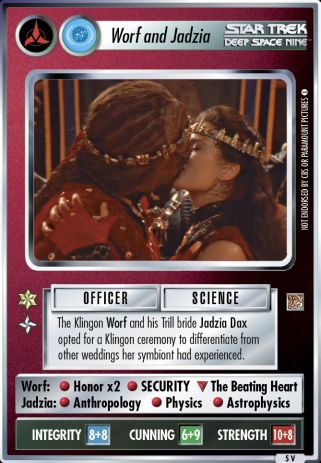 Worf and Jadzia
STAR TREK
DEEP SPACE NINE
NOT ENDORSED BY CBS OR PARAMOUNT PICTURES
OFFICER SCIENCE
The Klingon Worf and his Trill bride Jadzia Dax
opted for a Klingon ceremony to differentiate from
other weddings her symbiont had experienced.
Worf: Honor x2 SECURITY The Beating Heart
Jadzia: Anthropology Physics Astrophysics
INTEGRITY 8+8 CUNNING 6+9 STRENGTH 10+8
5 V